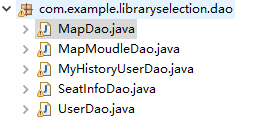 com.example.libraryselection.dao
MapDao.java
MapMoudleDao.java
MyHistoryUserDao.java
SeatInfoDao.java
UserDao.java